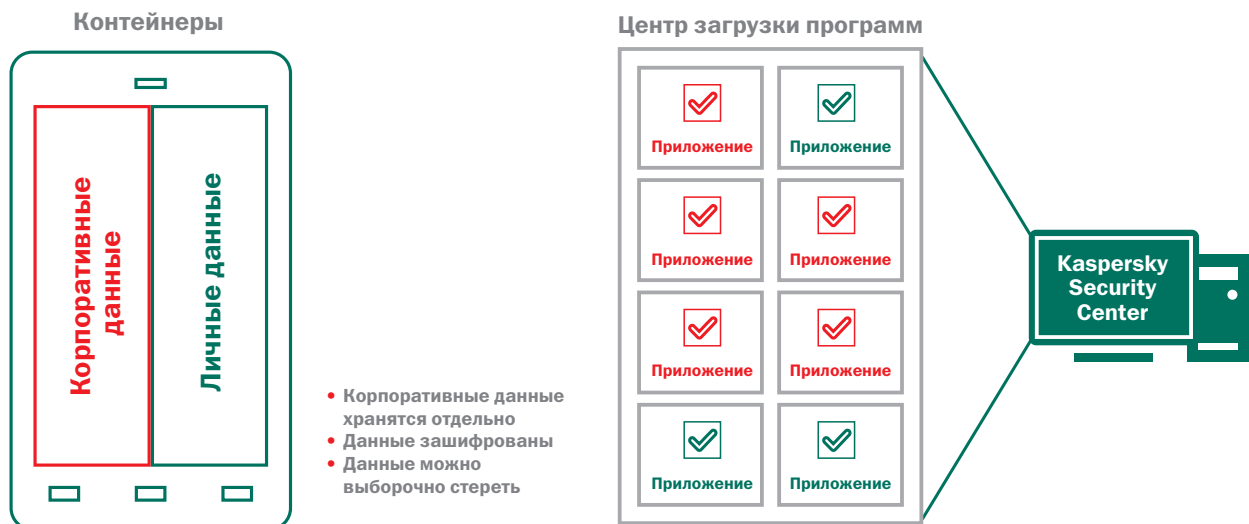 Контейнеры
Корпоративные
данные
Личные данные
• Корпоративные данные
хранятся отдельно
• Данные зашифрованы
• Данные можно
выборочно стереть
Центр загрузки программ
Приложение
Приложение
Приложение
Приложение
Приложение
Приложение
Приложение
Приложение
Kaspersky
Security
Center